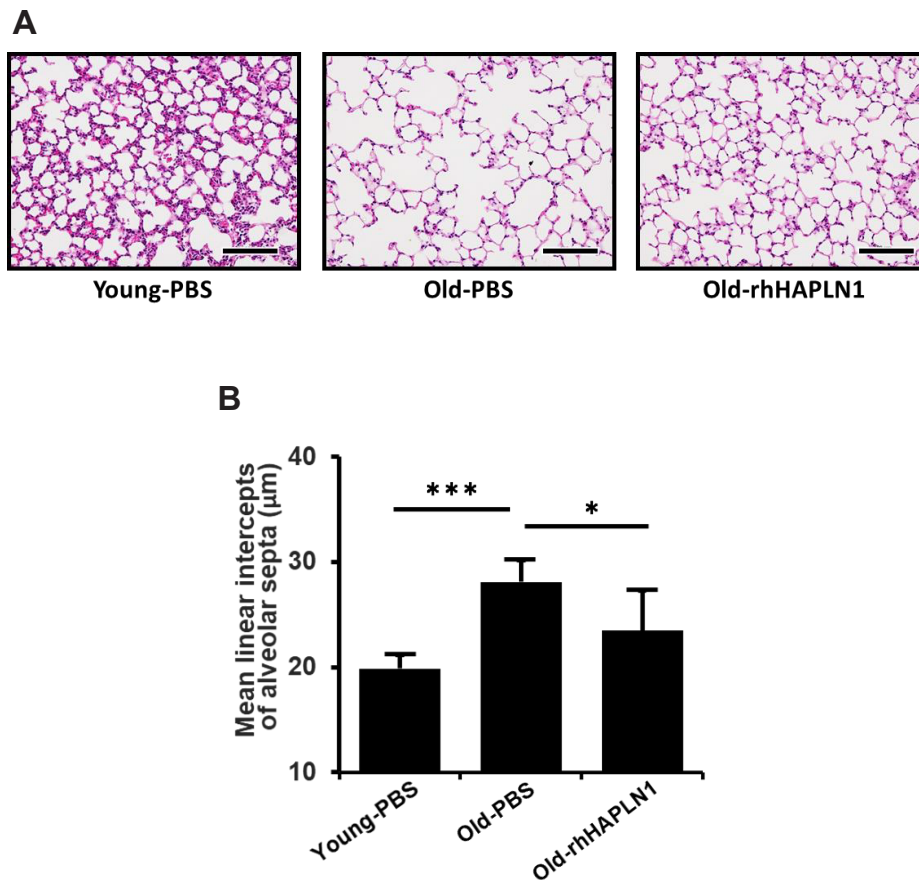 A
Young-PBS
Old-PBS
Old-rhHAPLN1
B
Mean linear intercepts
of alveolar septa (µm)
40
30
20
10
***
*
Young-PBS
Old-PBS
Old-rhHAPLN1